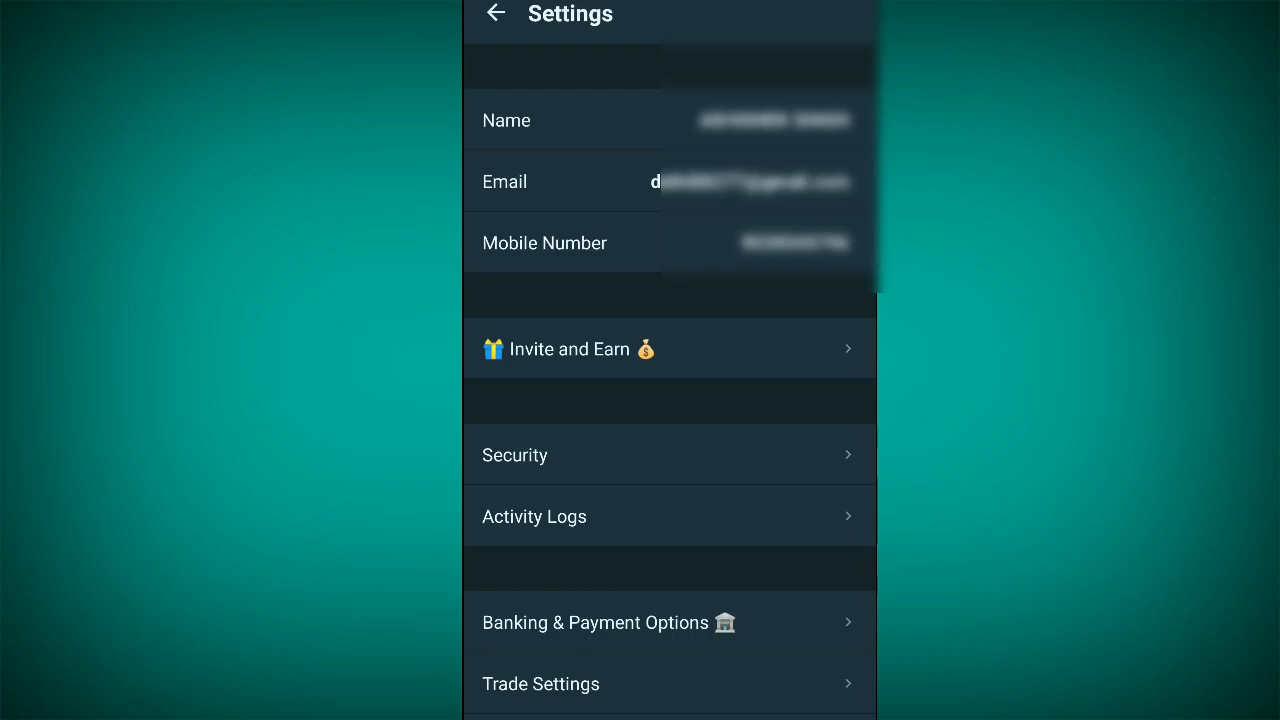 Settings
Name
Email
Mobile Number
🎁 Invite and Earn 💰
Security
Activity Logs
Banking & Payment Options 🏦
Trade Settings